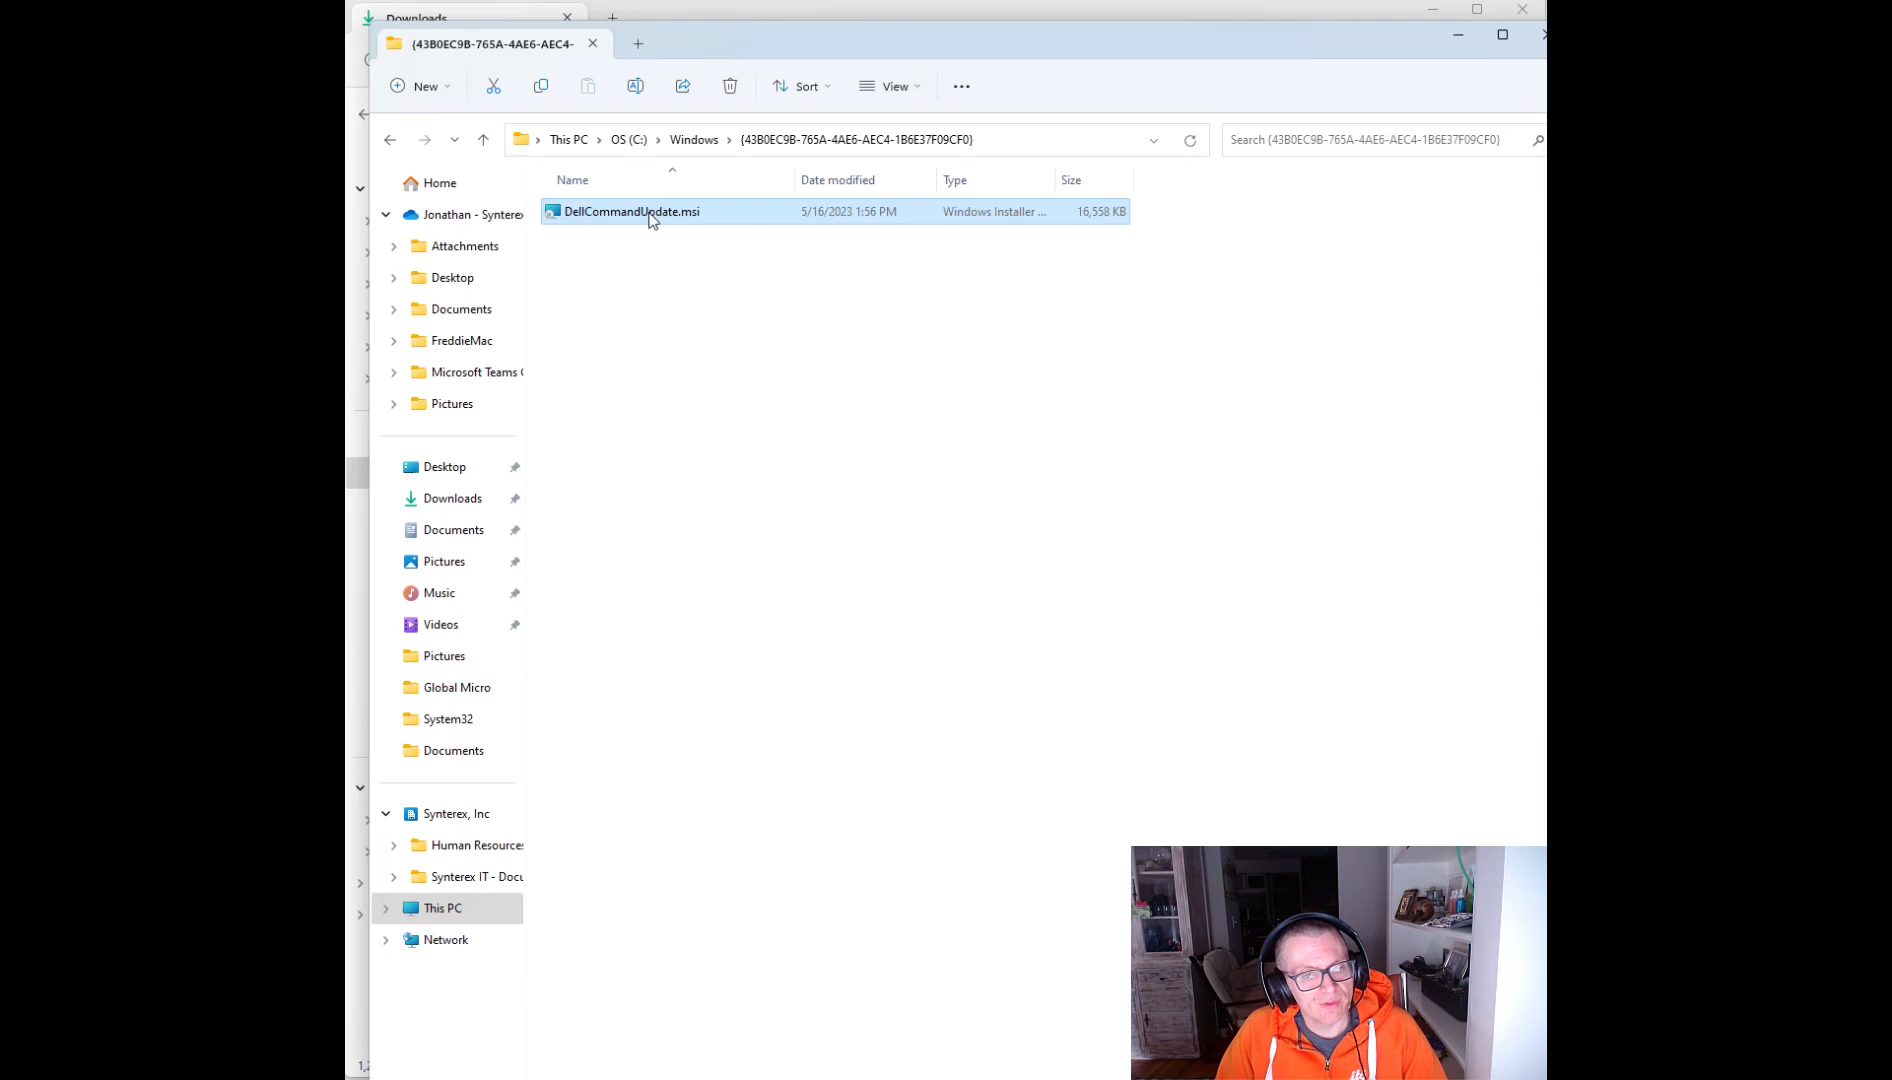 Downloads
{43B0EC9B-765A-4AE6-AEC4-
New
Sort
View
This PC > OS (C:) > Windows > {43B0EC9B-765A-4AE6-AEC4-1B6E37F09CF0}
Search {43B0EC9B-765A-4AE6-AEC4-1B6E37F09CF0}
Name
Date modified
Type
Size
DellCommandUpdate.msi
5/16/2023 1:56 PM
Windows Installer ...
16,558 KB
Home
Jonathan - Synterex
Attachments
Desktop
Documents
FreddieMac
Microsoft Teams C
Pictures
Desktop
Downloads
Documents
Pictures
Music
Videos
Pictures
Global Micro
System32
Documents
Synterex, Inc
Human Resources
Synterex IT - Docu
This PC
Network